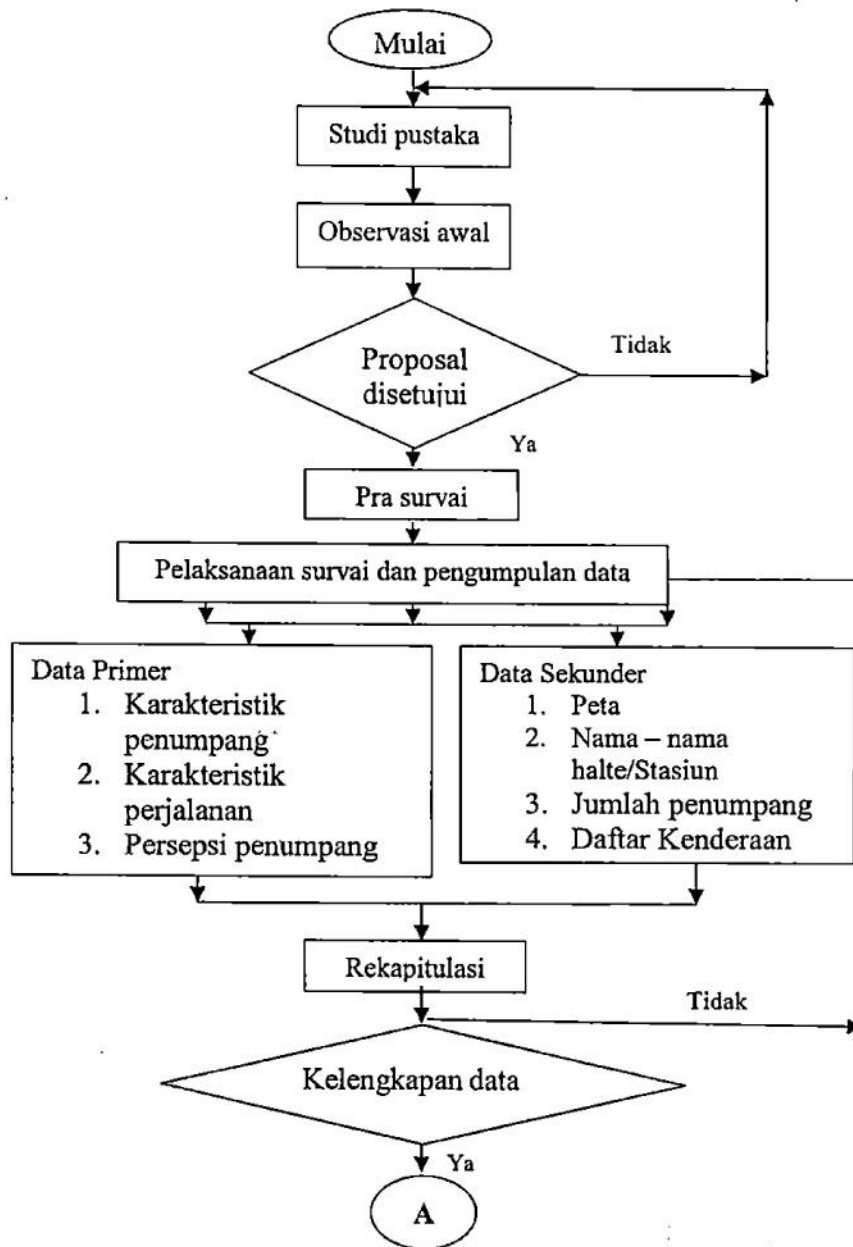 Mulai
Studi pustaka
Observasi awal
Proposal
disetujui
Tidak
Ya
Pra survai
Pelaksanaan survai dan pengumpulan data
Data Primer
1. Karakteristik
penumpang
2. Karakteristik
perjalanan
3. Persepsi penumpang
Data Sekunder
1. Peta
2. Nama – nama
halte/Stasiun
3. Jumlah penumpang
4. Daftar Kenderaan
Rekapitulasi
Tidak
Kelengkapan data
Ya
A